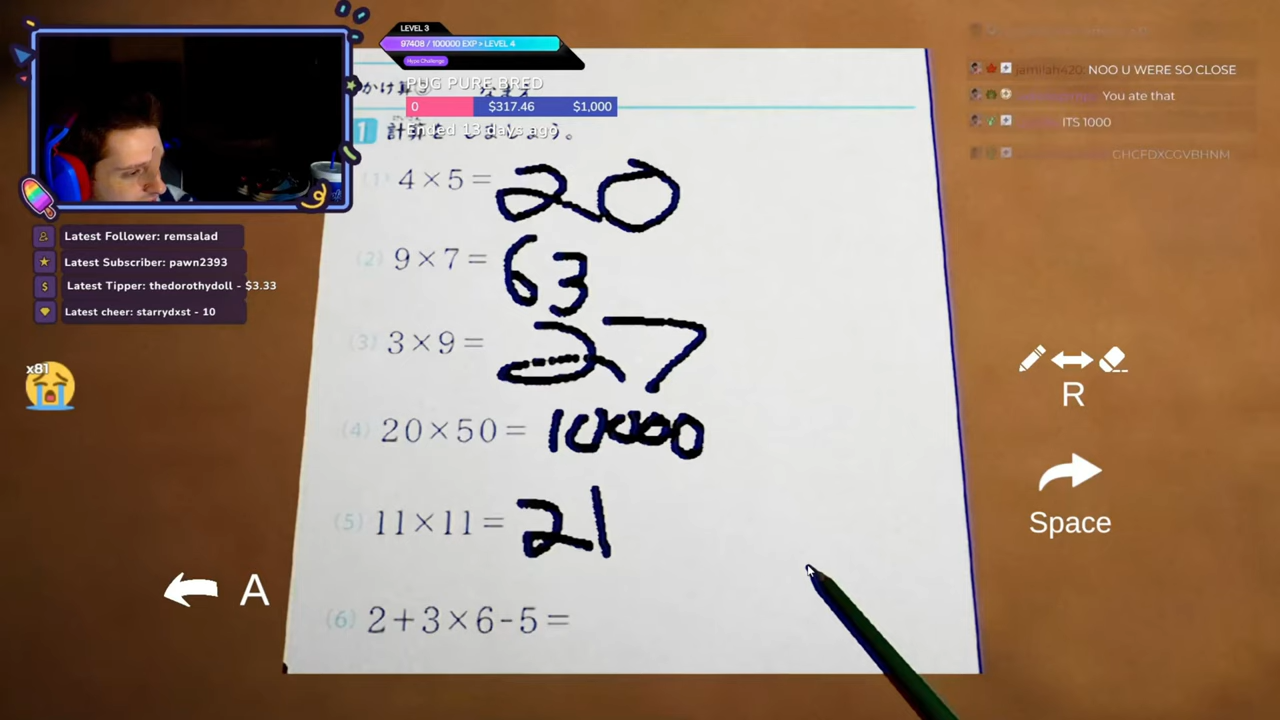 LEVEL 3
97408 / 100000 EXP > LEVEL 4
Hype Challenge
PUG PURE BRED
0 $317.46 $1,000
Ended 13 days ago
かけ算
なまえ
1 計算を しましょう。
(1) 4×5= 20
(2) 9×7= 63
(3) 3×9= 27
(4) 20×50= 10000
(5) 11×11= 21
(6) 2+3×6-5=
Latest Follower: remsalad
Latest Subscriber: pawn2393
Latest Tipper: thedorothydoll - $3.33
Latest cheer: starrydxst - 10
x81
jamilah420: NOO U WERE SO CLOSE
You ate that
ITS 1000
CHCFDXCGVBHNM
R
Space
A